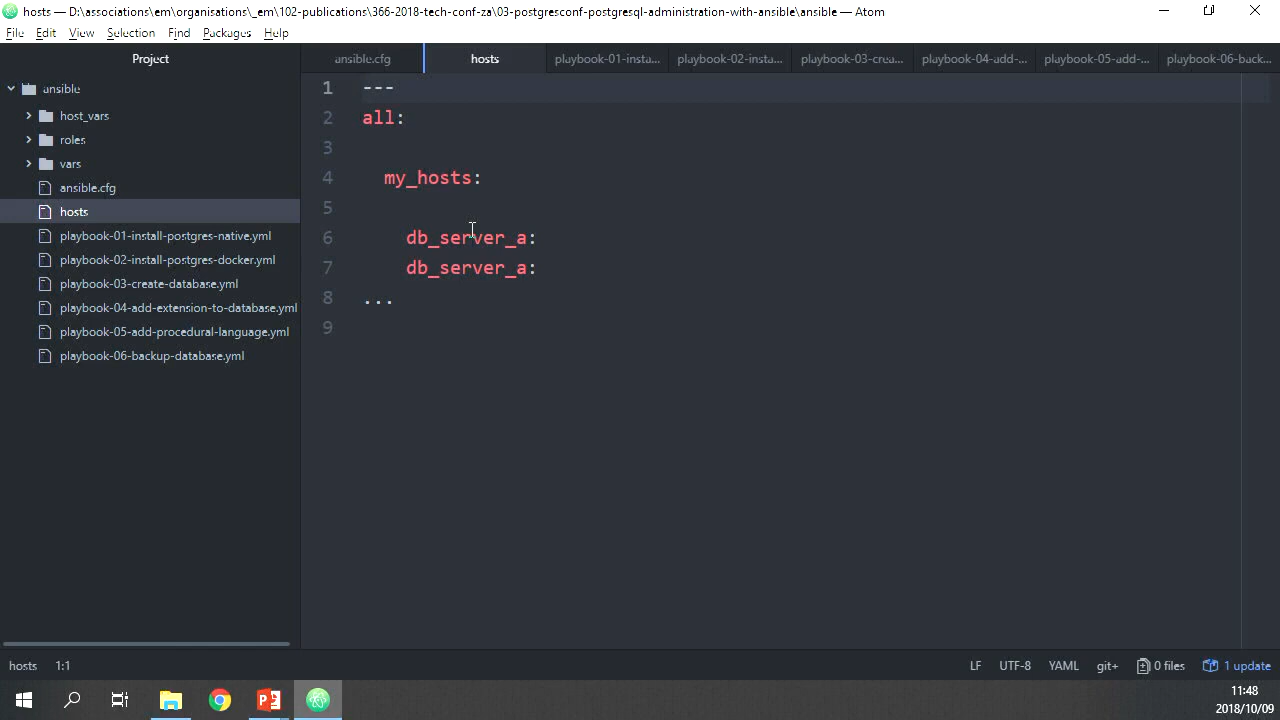 hosts — D:\associations\em\organisations\_em\102-publications\366-2018-tech-conf-za\03-postgresconf-postgresql-administration-with-ansible\ansible — Atom
File Edit View Selection Find Packages Help
Project
ansible.cfg hosts playbook-01-insta... playbook-02-insta... playbook-03-crea... playbook-04-add-... playbook-05-add-... playbook-06-back...
ansible
host_vars
roles
vars
ansible.cfg
hosts
playbook-01-install-postgres-native.yml
playbook-02-install-postgres-docker.yml
playbook-03-create-database.yml
playbook-04-add-extension-to-database.yml
playbook-05-add-procedural-language.yml
playbook-06-backup-database.yml
1 ---
2 all:
3
4 my_hosts:
5
6 db_server_a:
7 db_server_a:
8 ...
9
hosts 1:1 LF UTF-8 YAML git+ 0 files 1 update
11:48
2018/10/09